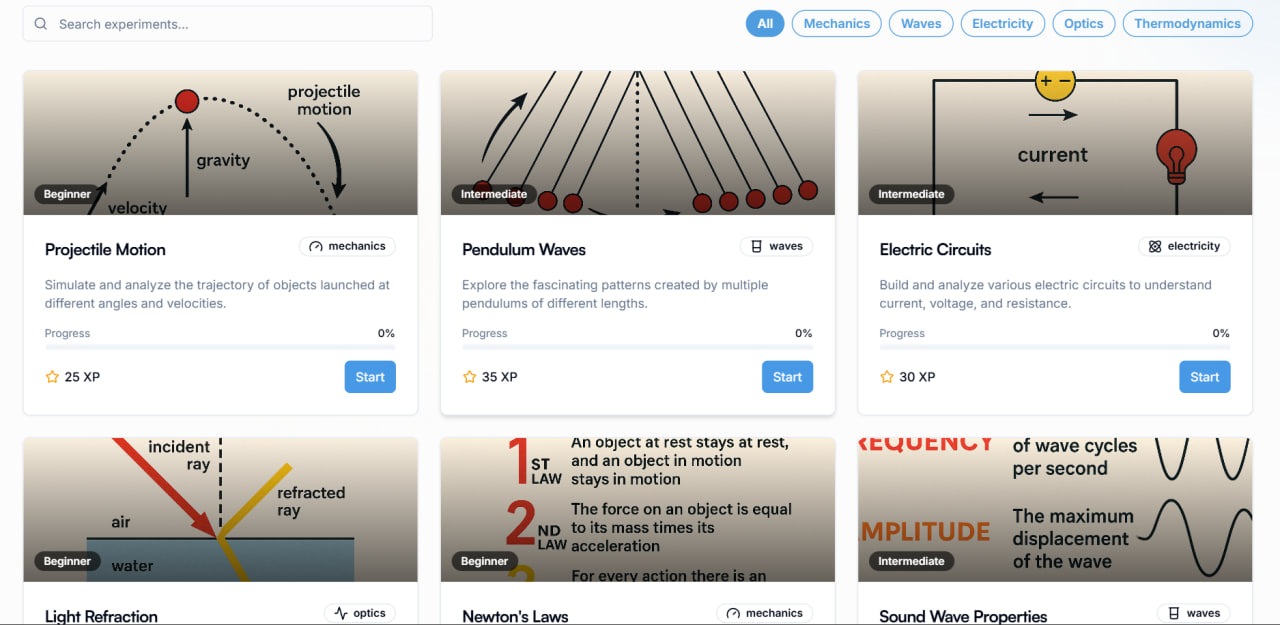 Search experiments...
All
Mechanics
Waves
Electricity
Optics
Thermodynamics
projectile
motion
gravity
velocity
Beginner
Intermediate
+ −
current
Intermediate
Projectile Motion
mechanics
Simulate and analyze the trajectory of objects launched at
different angles and velocities.
Progress
0%
25 XP
Start
Pendulum Waves
waves
Explore the fascinating patterns created by multiple
pendulums of different lengths.
Progress
0%
35 XP
Start
Electric Circuits
electricity
Build and analyze various electric circuits to understand
current, voltage, and resistance.
Progress
0%
30 XP
Start
incident
ray
refracted
ray
air
water
Beginner
Light Refraction
optics
1 ST LAW
An object at rest stays at rest,
and an object in motion
stays in motion
2 ND LAW
The force on an object is equal
to its mass times its
acceleration
3
For every action there is an
Beginner
Newton's Laws
mechanics
REQUENCY
of wave cycles
per second
AMPLITUDE
The maximum
displacement
of the wave
Intermediate
Sound Wave Properties
waves